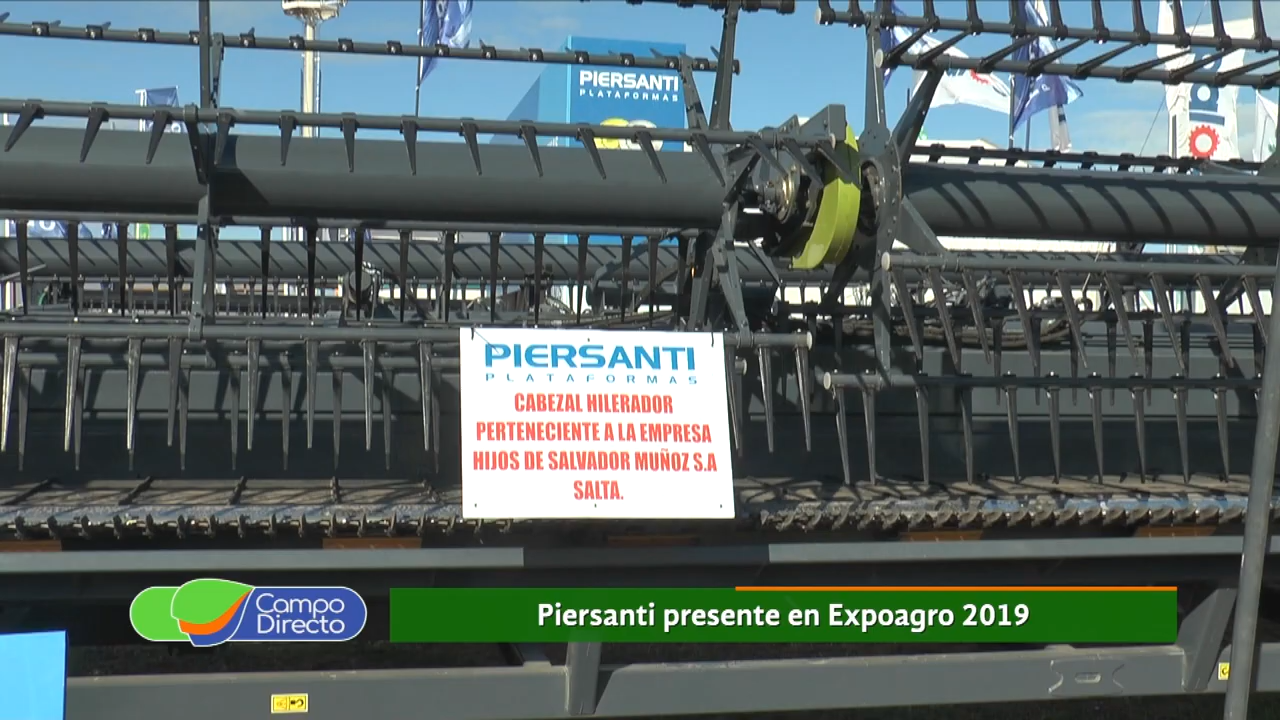 PIERSANTI
PLATAFORMAS
PIERSANTI
PLATAFORMAS
CABEZAL HILERADOR
PERTENECIENTE A LA EMPRESA
HIJOS DE SALVADOR MUÑOZ S.A
SALTA.
Campo
Directo
Piersanti presente en Expoagro 2019